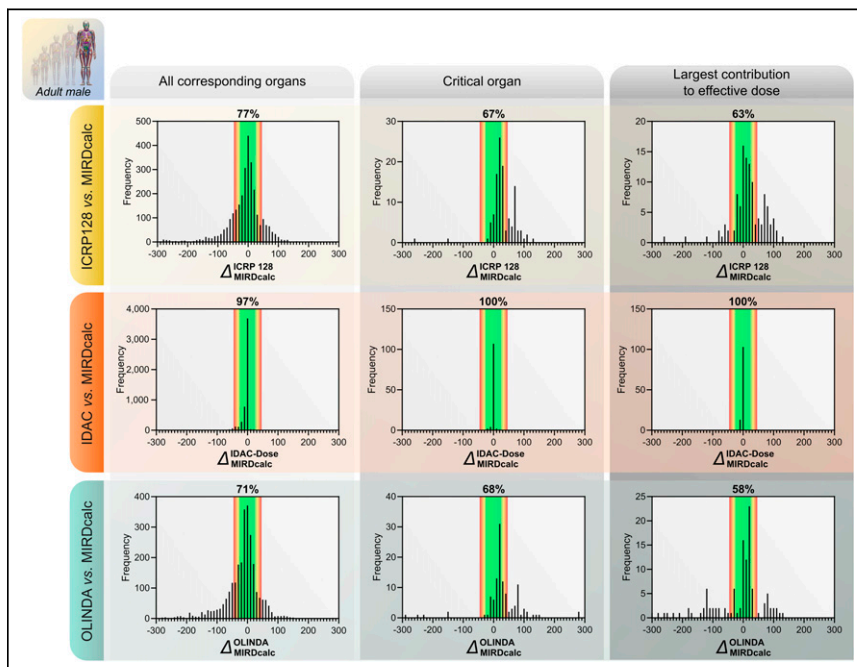 Adult male
All corresponding organs
Critical organ
Largest contribution
to effective dose
ICRP128 vs. MIRDcalc
77%
Frequency
500
400
300
200
100
0
-300 -200 -100 0 100 200 300
Δ ICRP 128
MIRDcalc
67%
Frequency
30
20
10
0
-300 -200 -100 0 100 200 300
Δ ICRP 128
MIRDcalc
63%
Frequency
20
15
10
5
0
-300 -200 -100 0 100 200 300
Δ ICRP 128
MIRDcalc
IDAC vs. MIRDcalc
97%
Frequency
4,000
3,000
2,000
1,000
0
-300 -200 -100 0 100 200 300
Δ IDAC-Dose
MIRDcalc
100%
Frequency
150
100
50
0
-300 -200 -100 0 100 200 300
Δ IDAC-Dose
MIRDcalc
100%
Frequency
150
100
50
0
-300 -200 -100 0 100 200 300
Δ IDAC-Dose
MIRDcalc
OLINDA vs. MIRDcalc
71%
Frequency
400
300
200
100
0
-300 -200 -100 0 100 200 300
Δ OLINDA
MIRDcalc
68%
Frequency
40
30
20
10
0
-300 -200 -100 0 100 200 300
Δ OLINDA
MIRDcalc
58%
Frequency
25
20
15
10
5
0
-300 -200 -100 0 100 200 300
Δ OLINDA
MIRDcalc